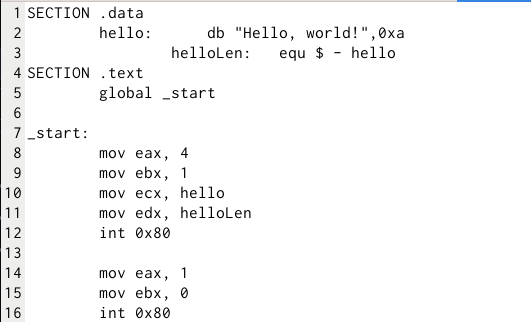 1 SECTION .data
2         hello:      db "Hello, world!",0xa
3                 helloLen:   equ $ - hello
4 SECTION .text
5         global _start
6
7 _start:
8         mov eax, 4
9         mov ebx, 1
10         mov ecx, hello
11         mov edx, helloLen
12         int 0x80
13
14         mov eax, 1
15         mov ebx, 0
16         int 0x80